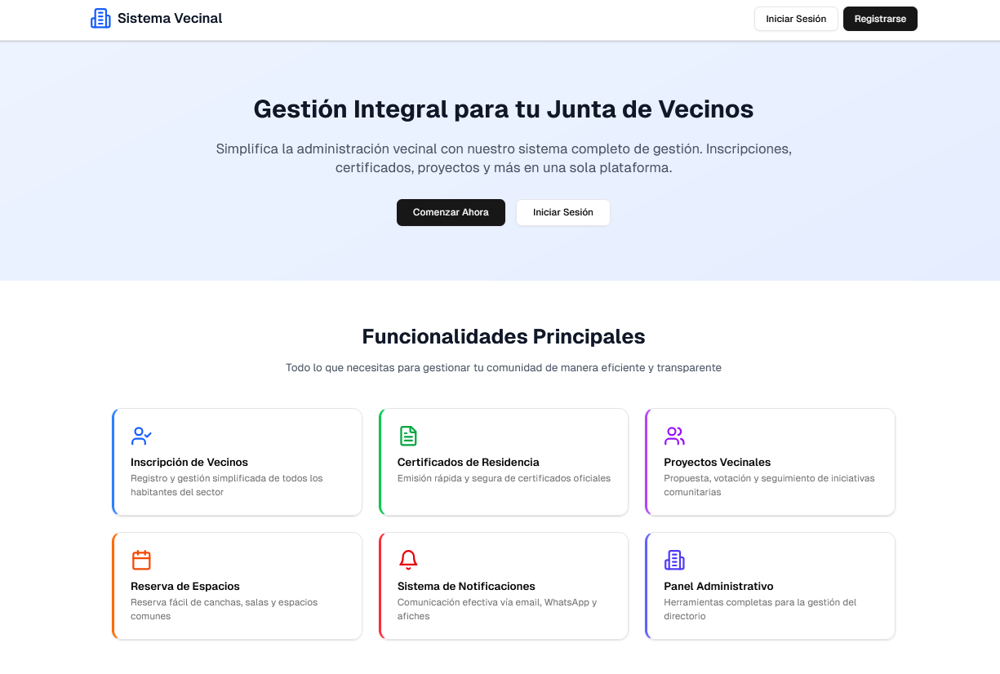 Sistema Vecinal
Iniciar Sesión
Registrarse
Gestión Integral para tu Junta de Vecinos
Simplifica la administración vecinal con nuestro sistema completo de gestión. Inscripciones,
certificados, proyectos y más en una sola plataforma.
Comenzar Ahora
Iniciar Sesión
Funcionalidades Principales
Todo lo que necesitas para gestionar tu comunidad de manera eficiente y transparente
Inscripción de Vecinos
Registro y gestión simplificada de todos los
habitantes del sector
Certificados de Residencia
Emisión rápida y segura de certificados oficiales
Proyectos Vecinales
Propuesta, votación y seguimiento de iniciativas
comunitarias
Reserva de Espacios
Reserva fácil de canchas, salas y espacios
comunes
Sistema de Notificaciones
Comunicación efectiva vía email, WhatsApp y
afiches
Panel Administrativo
Herramientas completas para la gestión del
directorio